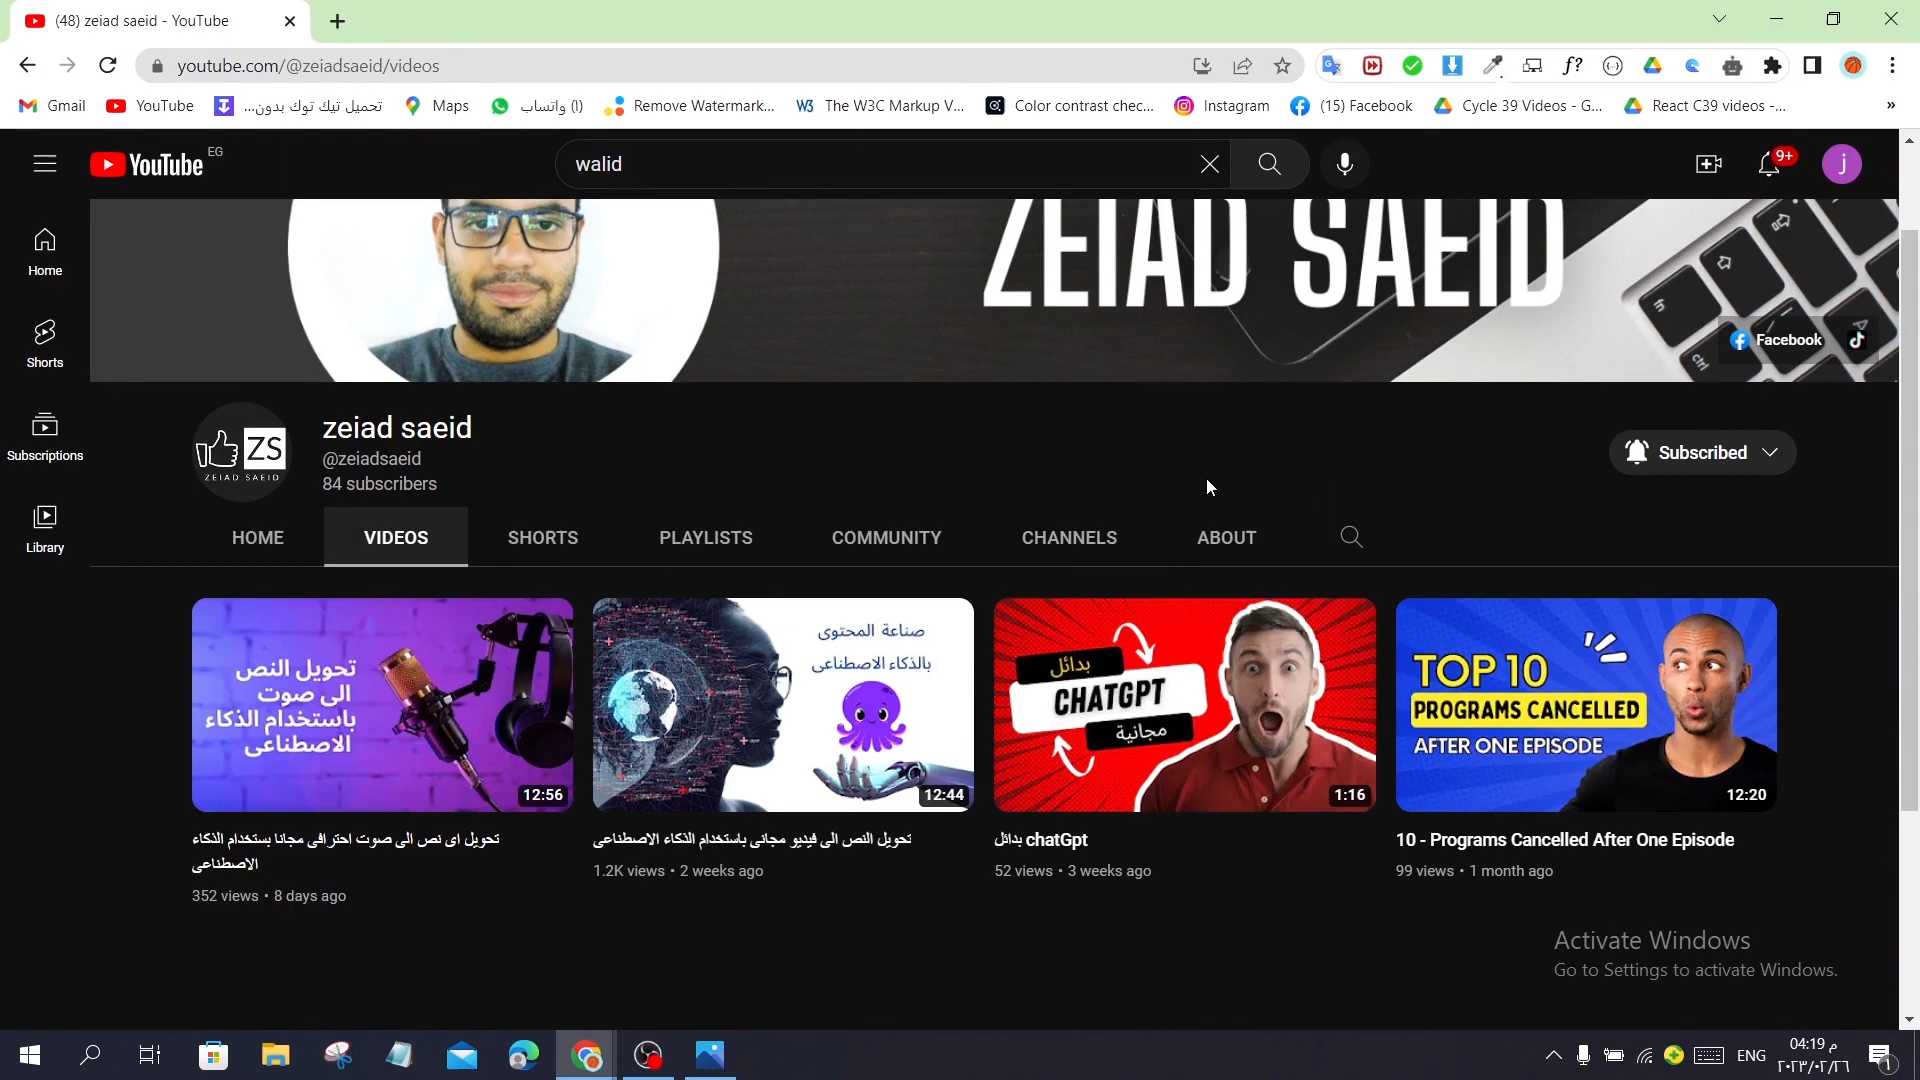 (48) zeiad saeid - YouTube
youtube.com/@zeiadsaeid/videos
Gmail
YouTube
تحميل تيك توك بدون...
Maps
(1) واتساب
Remove Watermark...
The W3C Markup V...
Color contrast chec...
Instagram
(15) Facebook
Cycle 39 Videos - G...
React C39 videos -...
YouTube EG
walid
9+
j
Home
Shorts
Subscriptions
Library
ZEIAD SAEID
Facebook
ZS
ZEIAD SAEID
zeiad saeid
@zeiadsaeid
84 subscribers
Subscribed
HOME
VIDEOS
SHORTS
PLAYLISTS
COMMUNITY
CHANNELS
ABOUT
تحويل النص
الى صوت
باستخدام الذكاء
الاصطناعى
12:56
صناعة المحتوى
بالذكاء الاصطناعى
12:44
بدائل
CHATGPT
مجانية
1:16
TOP 10
PROGRAMS CANCELLED
AFTER ONE EPISODE
12:20
تحويل اى نص الى صوت احترافى مجانا بستخدام الذكاء
الاصطناعى
352 views • 8 days ago
تحويل النص الى فيديو مجانى باستخدام الذكاء الاصطناعى
1.2K views • 2 weeks ago
بدائل chatGpt
52 views • 3 weeks ago
10 - Programs Cancelled After One Episode
99 views • 1 month ago
Activate Windows
Go to Settings to activate Windows.
ENG
04:19 م
٢٠٢٣/٠٢/٢٦